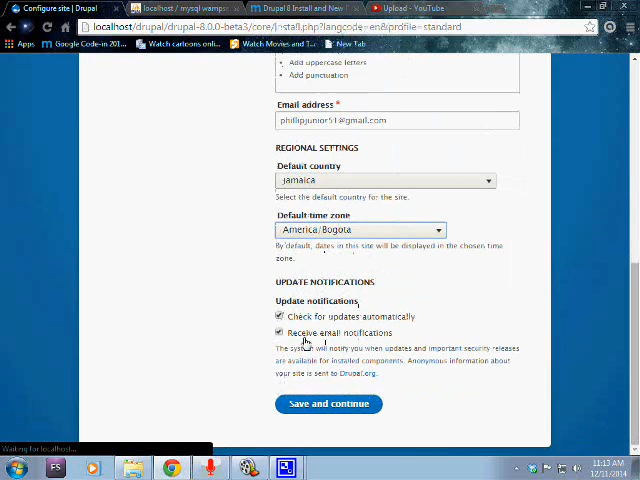 Configure site | Drupal
localhost / mysql wampse
Drupal 8 Install and New
Upload - YouTube
localhost/drupal/drupal-8.0.0-beta3/core/install.php?langcode=en&profile=standard
Apps
Google Code-in 201...
Watch cartoons online...
Watch Movies and T...
New Tab
Add uppercase letters
Add punctuation
Email address *
phillipjunior51@gmail.com
REGIONAL SETTINGS
Default country
Jamaica
Select the default country for the site.
Default time zone
America/Bogota
By default, dates in this site will be displayed in the chosen time
zone.
UPDATE NOTIFICATIONS
Update notifications
Check for updates automatically
Receive email notifications
The system will notify you when updates and important security releases
are available for installed components. Anonymous information about
your site is sent to Drupal.org.
Save and continue
Waiting for localhost...
FS
11:13 AM
12/11/2014